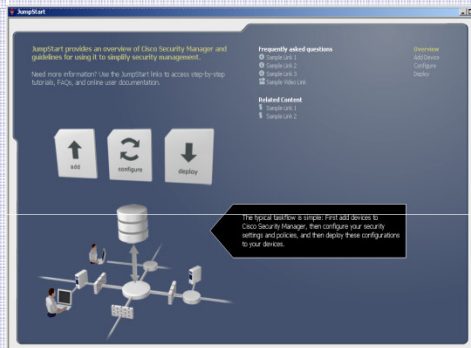 JumpStart
JumpStart provides an overview of Cisco Security Manager and
guidelines for using it to simplify security management.
Need more information? Use the JumpStart links to access step-by-step
tutorials, FAQs, and online user documentation.
Frequently asked questions
Sample Link 1
Sample Link 2
Sample Link 3
Sample Video Link
Related Content
Sample Link 1
Sample Link 2
Overview
Add Device
Configure
Deploy
add
configure
deploy
The typical taskflow is simple: First add devices to
Cisco Security Manager, then configure your security
settings and policies, and then deploy these configurations
to your devices.